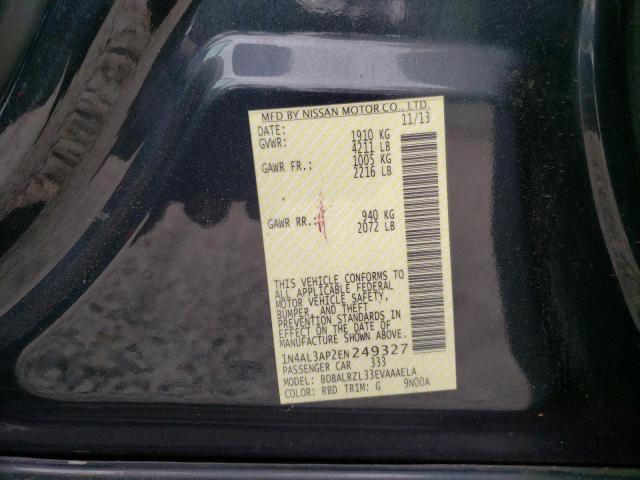 MFD BY NISSAN MOTOR CO., LTD.
DATE: 11/13
GVWR: 1910 KG
4211 LB
GAWR FR.: 1005 KG
2216 LB
GAWR RR.: 940 KG
2072 LB
THIS VEHICLE CONFORMS TO
ALL APPLICABLE FEDERAL
MOTOR VEHICLE SAFETY,
BUMPER, AND THEFT
PREVENTION STANDARDS IN
EFFECT ON THE DATE OF
MANUFACTURE SHOWN ABOVE.
1N4AL3AP2EN249327
PASSENGER CAR 333
MODEL: BDBALRZL33EVAAAELA
COLOR: RBD TRIM: G 9N00A